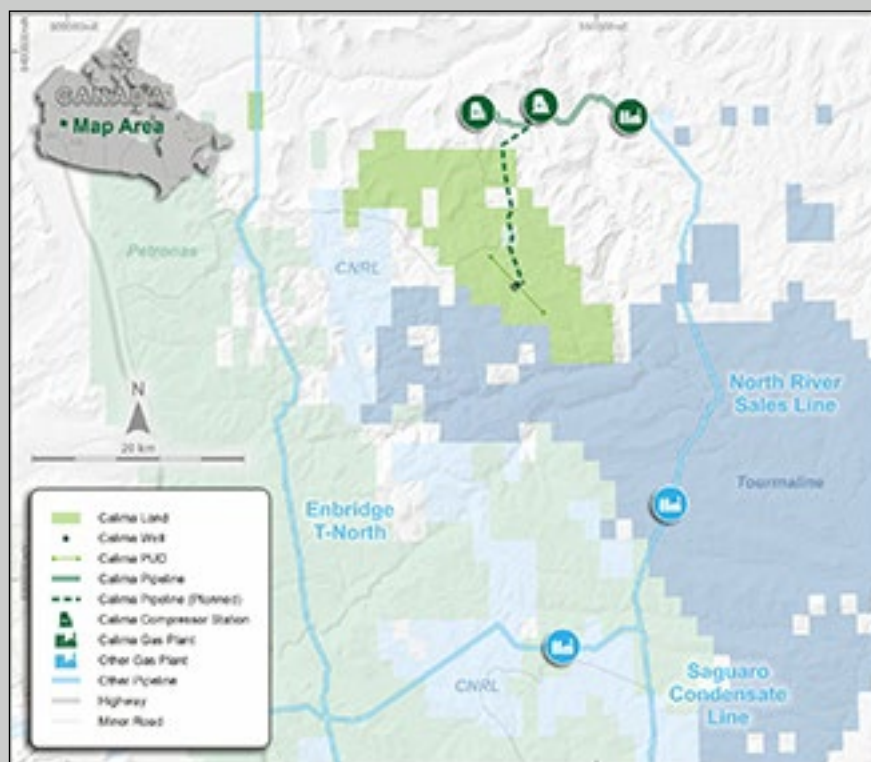 CANADA
Map Area
Petronas
CNRL
N
20 km
North River
Sales Line
Tourmaline
Enbridge
T-North
CNRL
Saguaro
Condensate
Line
Calima Land
Calima Well
Calima PUD
Calima Pipeline
Calima Pipeline (Planned)
Calima Compressor Station
Calima Gas Plant
Other Gas Plant
Other Pipeline
Highway
Minor Road